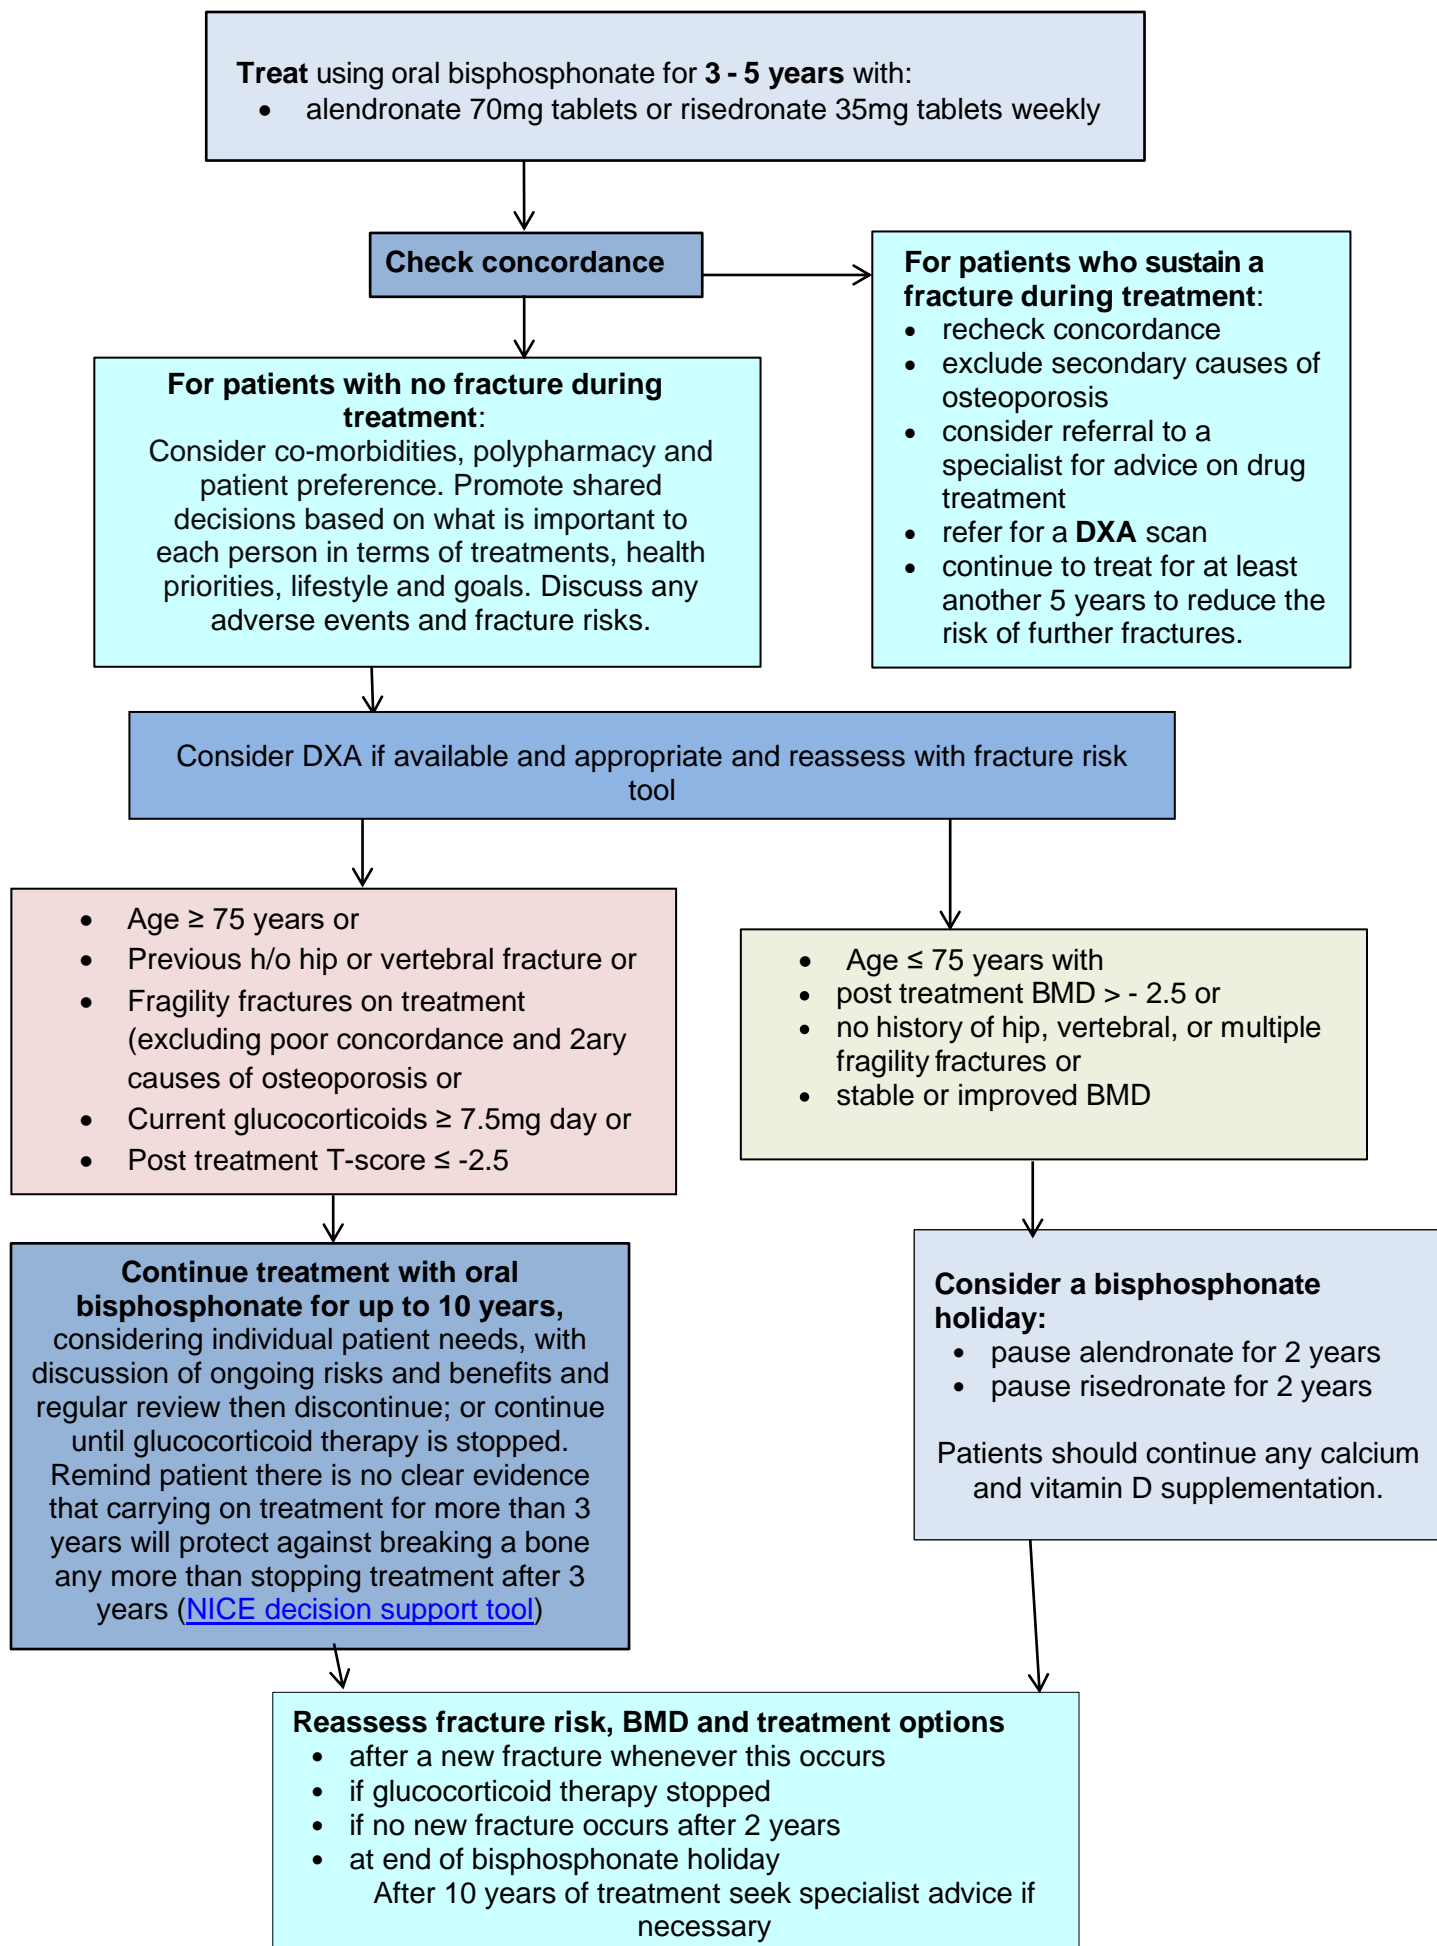 Treat using oral bisphosphonate for 3 - 5 years with:
• alendronate 70mg tablets or risedronate 35mg tablets weekly
Check concordance
For patients who sustain a
fracture during treatment:
• recheck concordance
• exclude secondary causes of
osteoporosis
• consider referral to a
specialist for advice on drug
treatment
• refer for a DXA scan
• continue to treat for at least
another 5 years to reduce the
risk of further fractures.
For patients with no fracture during
treatment:
Consider co-morbidities, polypharmacy and
patient preference. Promote shared
decisions based on what is important to
each person in terms of treatments, health
priorities, lifestyle and goals. Discuss any
adverse events and fracture risks.
Consider DXA if available and appropriate and reassess with fracture risk
tool
• Age ≥ 75 years or
• Previous h/o hip or vertebral fracture or
• Fragility fractures on treatment
(excluding poor concordance and 2ary
causes of osteoporosis or
• Current glucocorticoids ≥ 7.5mg day or
• Post treatment T-score ≤ -2.5
• Age ≤ 75 years with
• post treatment BMD > - 2.5 or
• no history of hip, vertebral, or multiple
fragility fractures or
• stable or improved BMD
Continue treatment with oral
bisphosphonate for up to 10 years,
considering individual patient needs, with
discussion of ongoing risks and benefits and
regular review then discontinue; or continue
until glucocorticoid therapy is stopped.
Remind patient there is no clear evidence
that carrying on treatment for more than 3
years will protect against breaking a bone
any more than stopping treatment after 3
years (NICE decision support tool)
Consider a bisphosphonate
holiday:
• pause alendronate for 2 years
• pause risedronate for 2 years
Patients should continue any calcium
and vitamin D supplementation.
Reassess fracture risk, BMD and treatment options
• after a new fracture whenever this occurs
• if glucocorticoid therapy stopped
• if no new fracture occurs after 2 years
• at end of bisphosphonate holiday
After 10 years of treatment seek specialist advice if
necessary